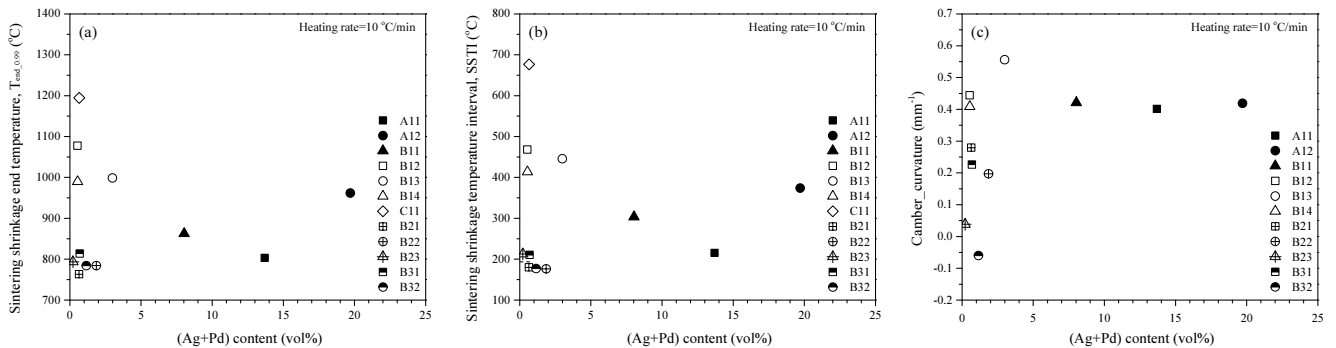 (a)
Heating rate=10 °C/min
Sintering shrinkage end temperature, T_end_0.99 (°C)
1400
1300
1200
1100
1000
900
800
700
0 5 10 15 20 25
(Ag+Pd) content (vol%)
A11
A12
B11
B12
B13
B14
C11
B21
B22
B23
B31
B32
(b)
Heating rate=10 °C/min
Sintering shrinkage temperature interval, SSTI (°C)
800
700
600
500
400
300
200
100
0 5 10 15 20 25
(Ag+Pd) content (vol%)
A11
A12
B11
B12
B13
B14
C11
B21
B22
B23
B31
B32
(c)
Heating rate=10 °C/min
Camber_curvature (mm⁻¹)
0.7
0.6
0.5
0.4
0.3
0.2
0.1
0.0
-0.1
-0.2
0 5 10 15 20 25
(Ag+Pd) content (vol%)
A11
A12
B11
B12
B13
B14
B21
B22
B23
B31
B32